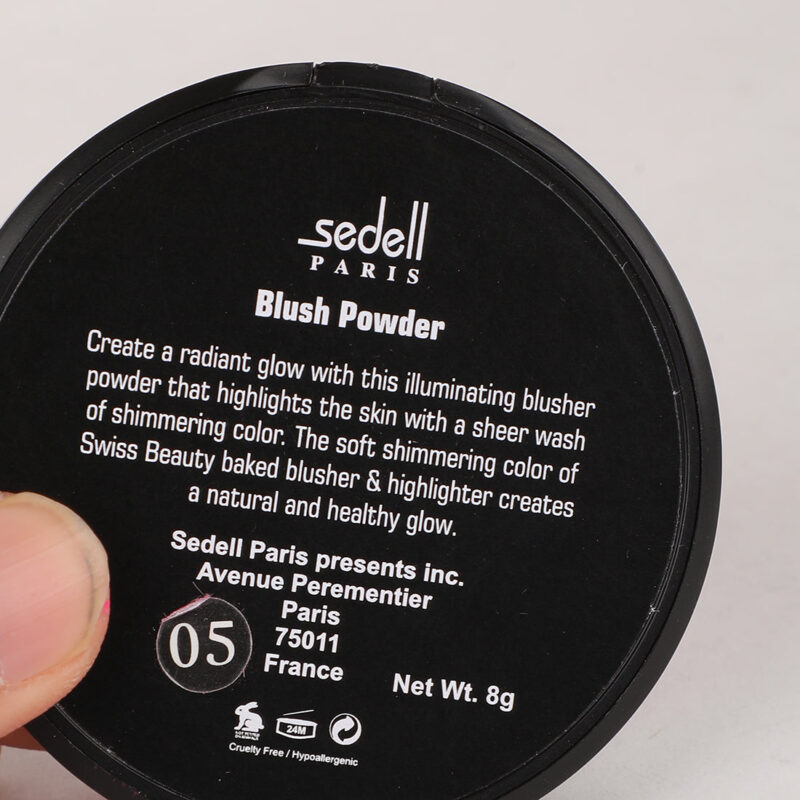 sedell
PARIS
Blush Powder
Create a radiant glow with this illuminating blusher
powder that highlights the skin with a sheer wash
of shimmering color. The soft shimmering color of
Swiss Beauty baked blusher & highlighter creates
a natural and healthy glow.
Sedell Paris presents inc.
Avenue Perementier
Paris
75011
France
05
Net Wt. 8g
24M
Cruelty Free / Hypoallergenic